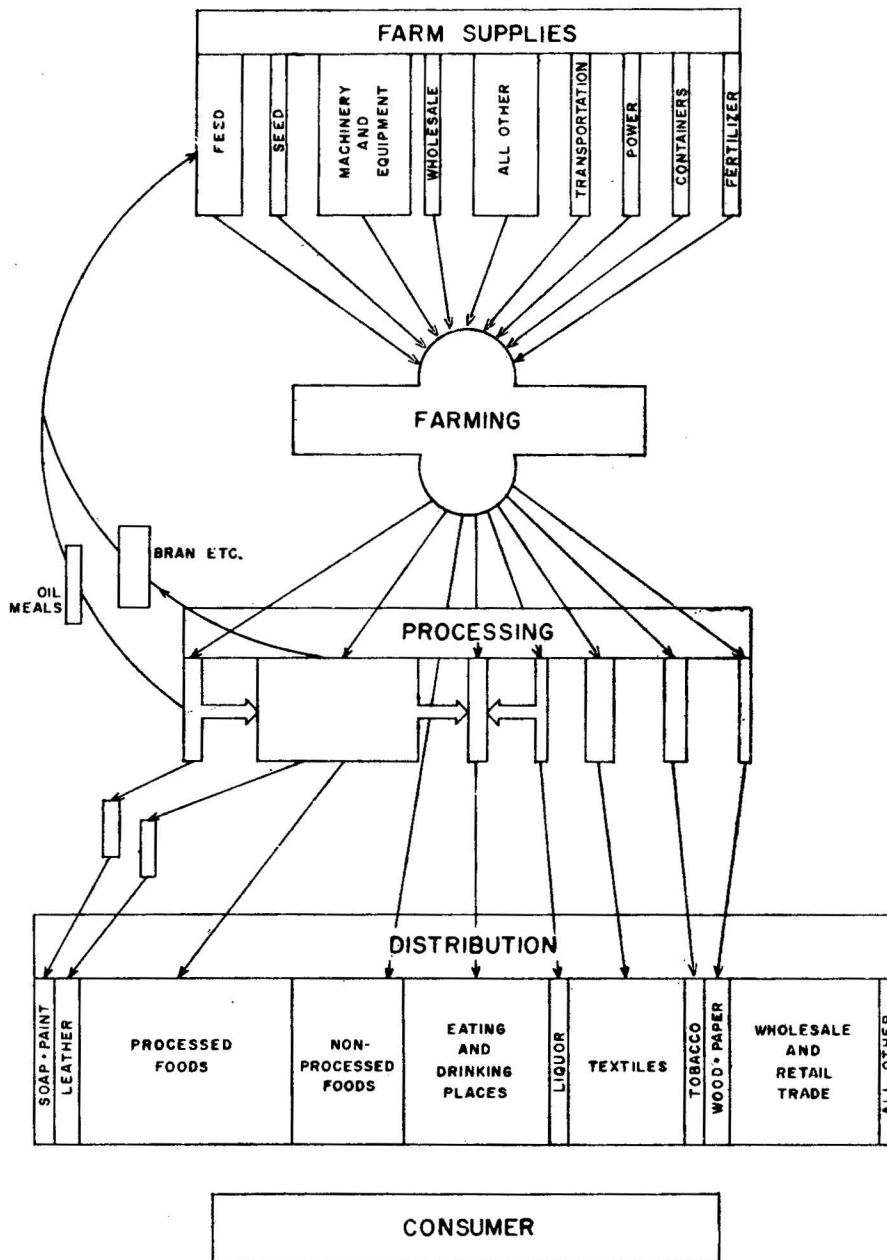 FARM SUPPLIES
FEED
SEED
MACHINERY
AND
EQUIPMENT
WHOLESALE
ALL OTHER
TRANSPORTATION
POWER
CONTAINERS
FERTILIZER
FARMING
BRAN ETC.
OIL
MEALS
PROCESSING
DISTRIBUTION
SOAP • PAINT
LEATHER
PROCESSED
FOODS
NON-
PROCESSED
FOODS
EATING
AND
DRINKING
PLACES
LIQUOR
TEXTILES
TOBACCO
WOOD • PAPER
WHOLESALE
AND
RETAIL
TRADE
ALL OTHER
CONSUMER